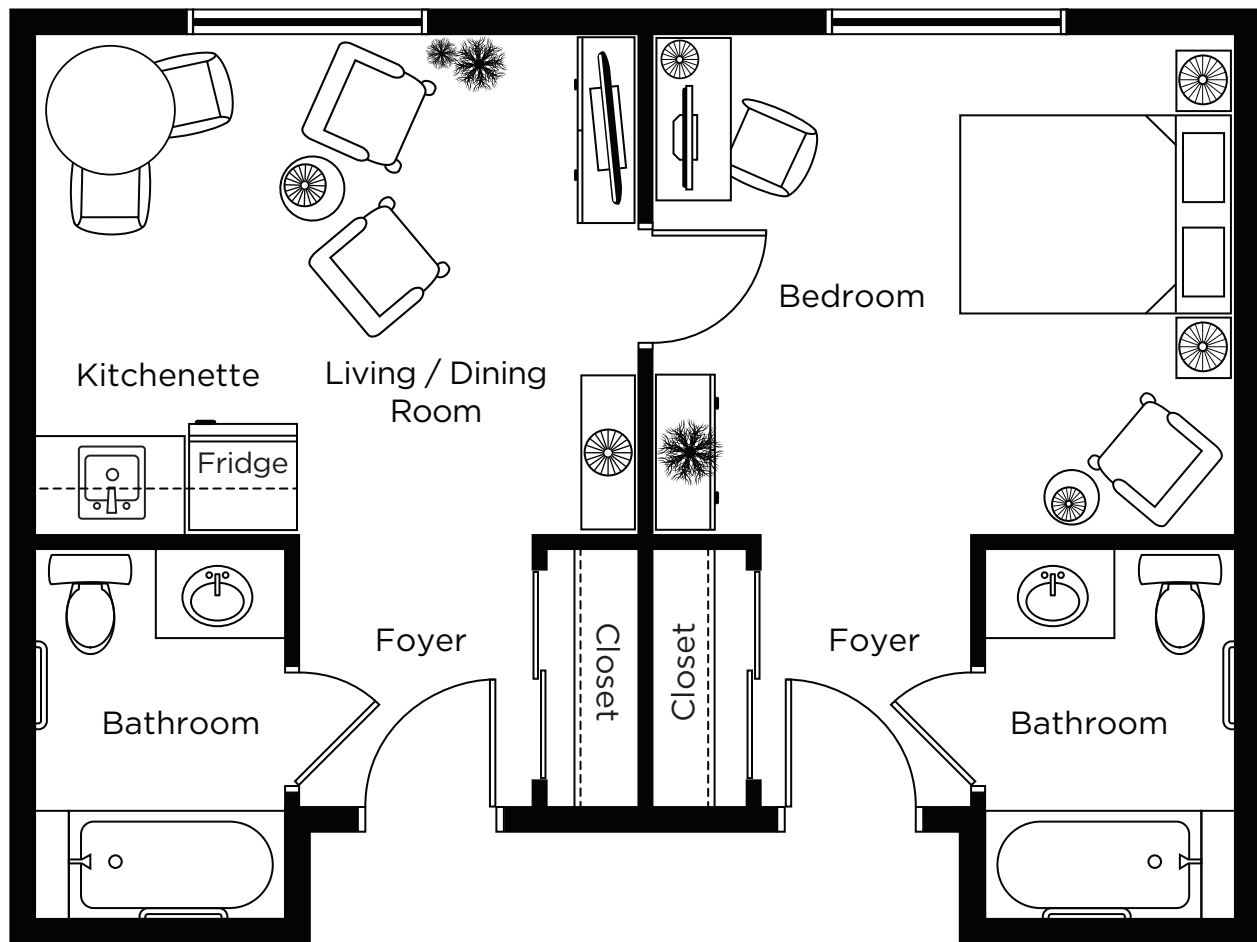 Bedroom
Kitchenette
Living / Dining
Room
Fridge
Foyer
Closet
Closet
Foyer
Bathroom
Bathroom